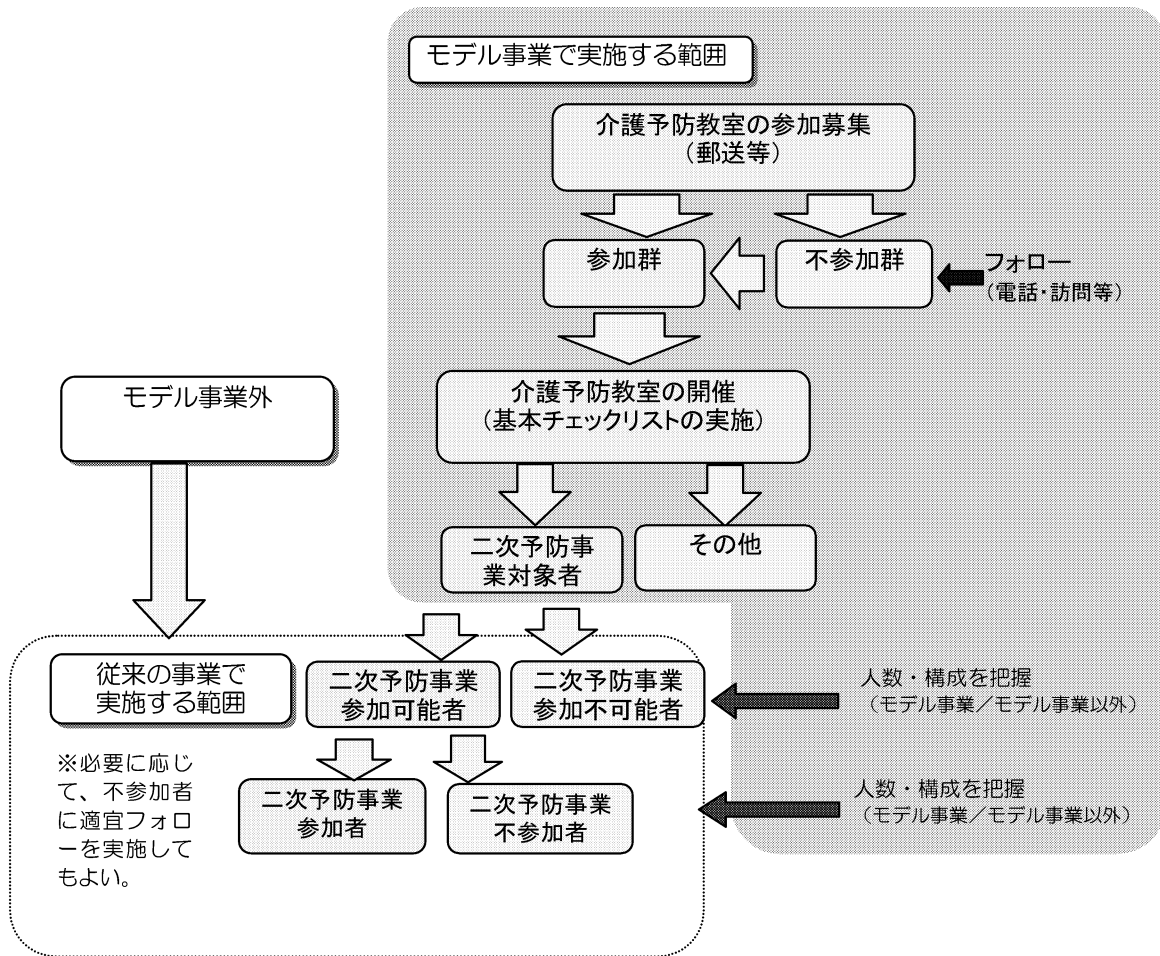 モデル事業で実施する範囲
介護予防教室の参加募集
（郵送等）
参加群
不参加群
フォロー
（電話・訪問等）
介護予防教室の開催
（基本チェックリストの実施）
モデル事業外
二次予防事
業対象者
その他
従来の事業で
実施する範囲
二次予防事業
参加可能者
二次予防事業
参加不可能者
人数・構成を把握
（モデル事業／モデル事業以外）
※必要に応じ
て、不参加者
に適宜フォロ
ーを実施して
もよい。
二次予防事業
参加者
二次予防事業
不参加者
人数・構成を把握
（モデル事業／モデル事業以外）